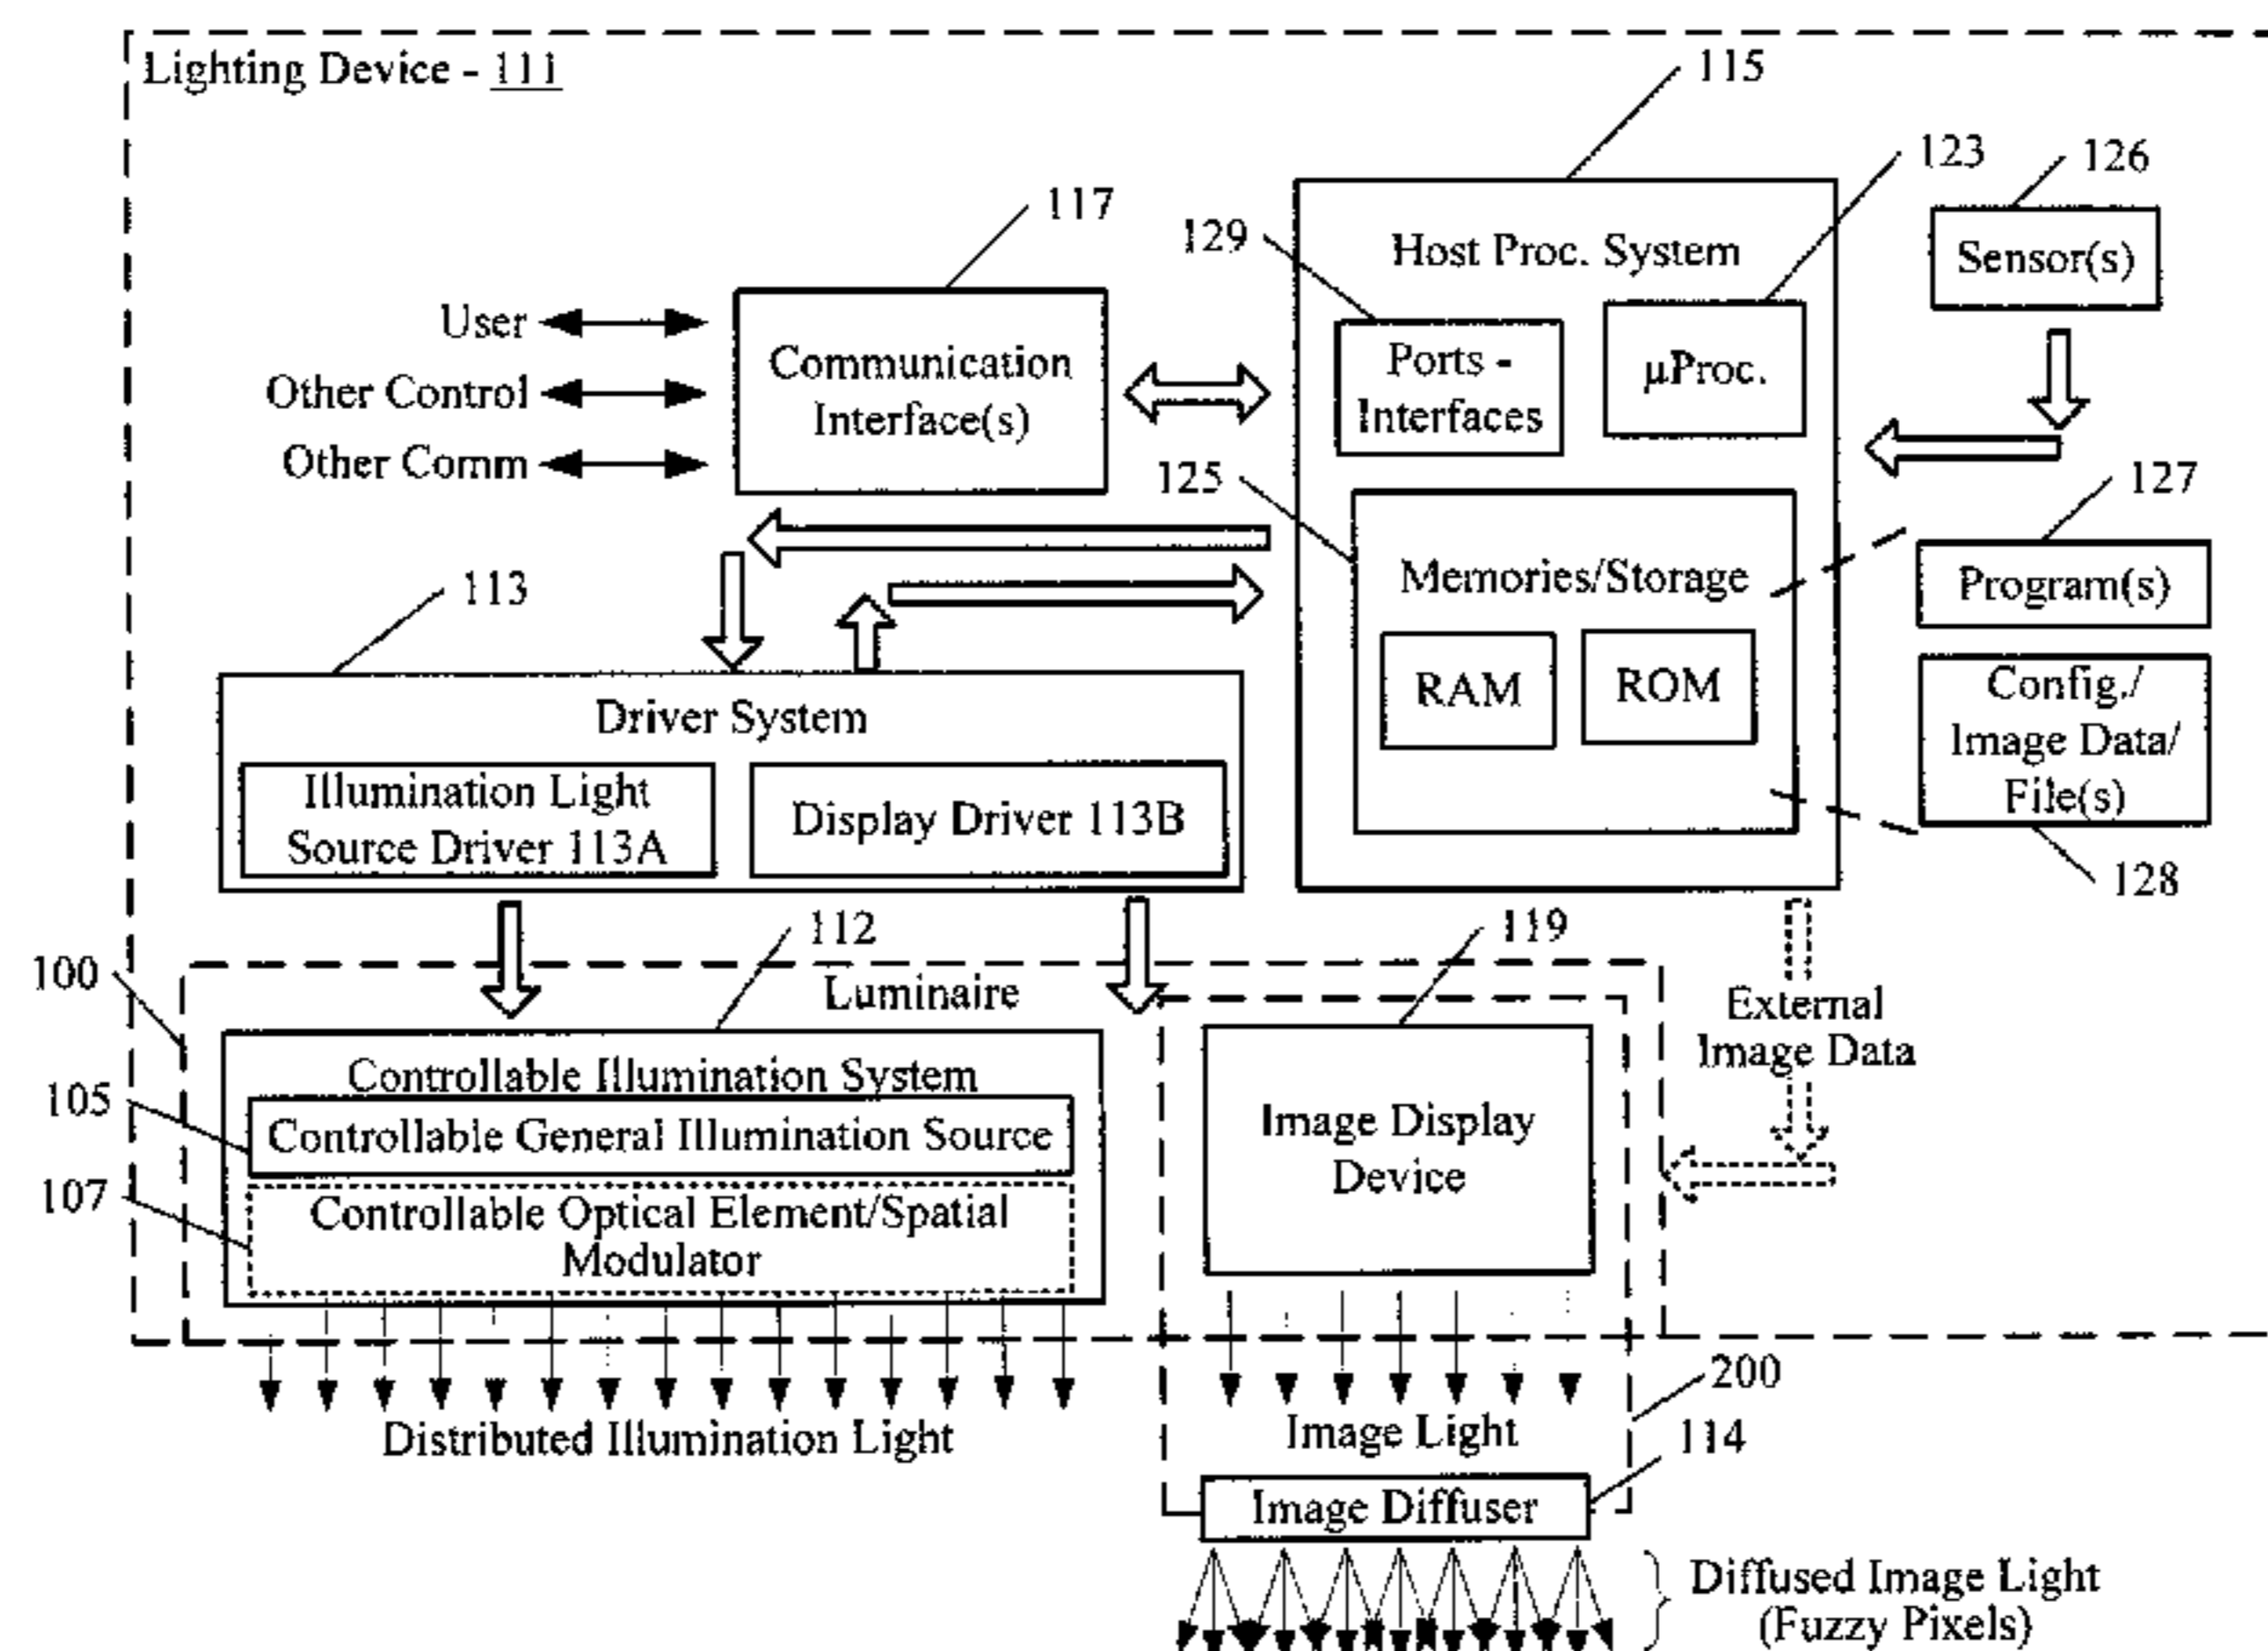 Lighting Device - 111
115
123
126
117
129
Host Proc. System
Sensor(s)
User
Other Control
Other Comm
Communication
Interface(s)
Ports -
Interfaces
µProc.
125
127
113
Memories/Storage
Program(s)
RAM
ROM
Driver System
Config./
Image Data/
File(s)
Illumination Light
Source Driver 113A
Display Driver 113B
128
112
119
100
Luminaire
External
Image Data
Controllable Illumination System
105
Controllable General Illumination Source
Image Display
Device
107
Controllable Optical Element/Spatial
Modulator
200
Distributed Illumination Light
Image Light
114
Image Diffuser
Diffused Image Light
(Fuzzy Pixels)